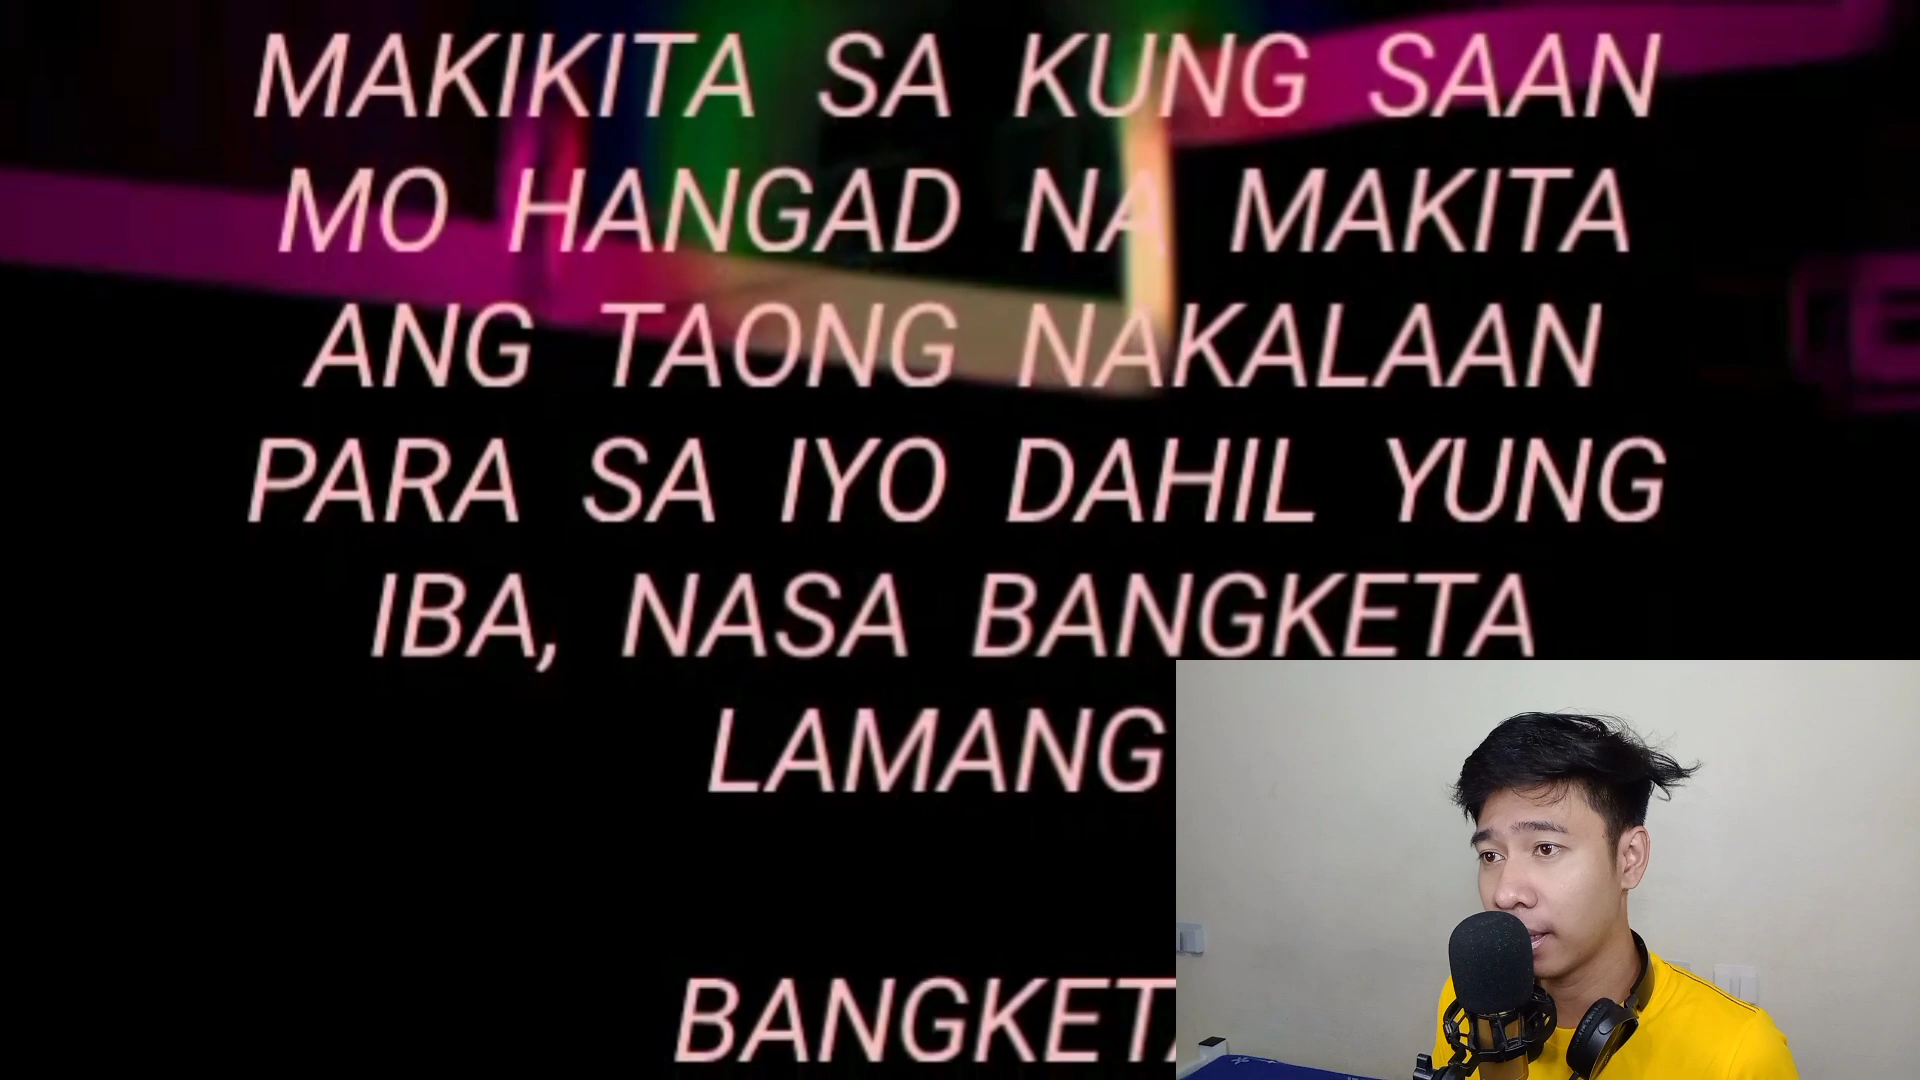 MAKIKITA SA KUNG SAAN
MO HANGAD NA MAKITA
ANG TAONG NAKALAAN
PARA SA IYO DAHIL YUNG
IBA, NASA BANGKETA
LAMANG